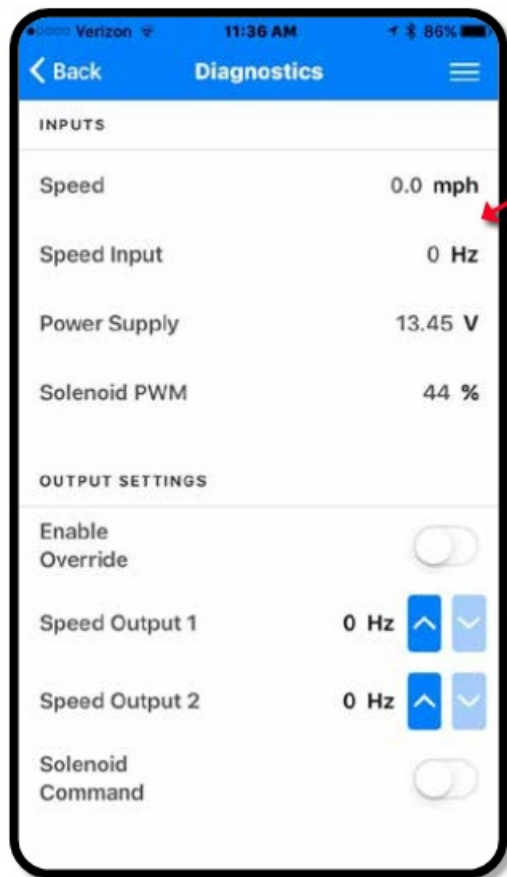 Verizon 11:36 AM 86%
Back Diagnostics
INPUTS
Speed 0.0 mph
Speed Input 0 Hz
Power Supply 13.45 V
Solenoid PWM 44 %
OUTPUT SETTINGS
Enable
Override
Speed Output 1 0 Hz
Speed Output 2 0 Hz
Solenoid
Command